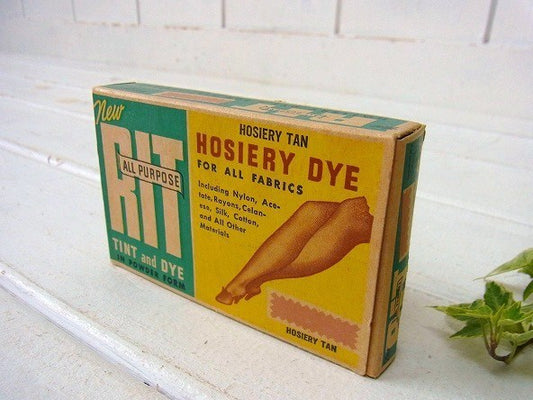 New
RIT
ALL PURPOSE
TINT and DYE
IN POWDER FORM
HOSIERY TAN
HOSIERY DYE
FOR ALL FABRICS
Including Nylon, Ace-
tate, Rayons, Celan-
ese, Silk, Cotton,
and All Other
Materials
HOSIERY TAN